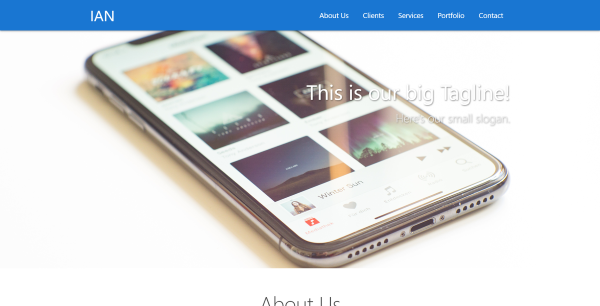 IAN
About Us
Clients
Services
Portfolio
Contact
This is our big Tagline!
Here's our small slogan.
Winter Sun
About Us